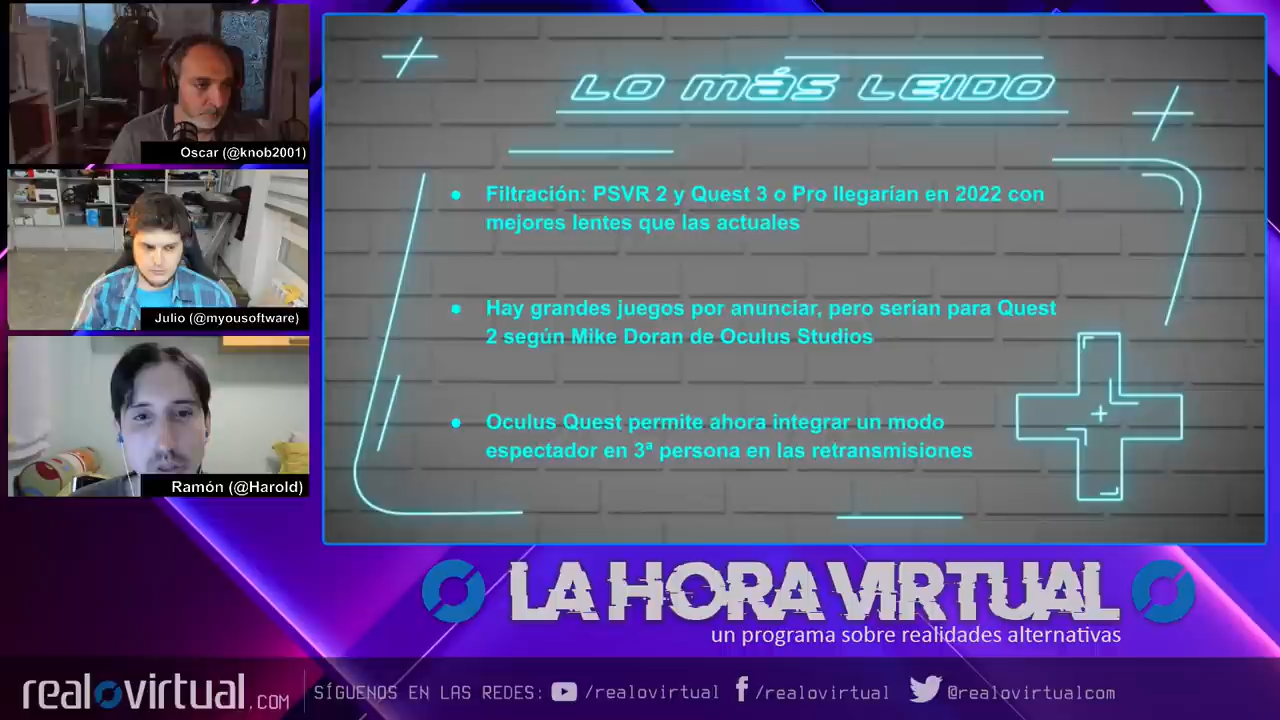 Oscar (@knob2001)
Julio (@myousoftware)
Ramón (@Harold)
LO MáS LEIDO
● Filtración: PSVR 2 y Quest 3 o Pro llegarían en 2022 con
mejores lentes que las actuales
● Hay grandes juegos por anunciar, pero serían para Quest
2 según Mike Doran de Oculus Studios
● Oculus Quest permite ahora integrar un modo
espectador en 3ª persona en las retransmisiones
LA HORA VIRTUAL
un programa sobre realidades alternativas
realovirtual.COM
SÍGUENOS EN LAS REDES: /realovirtual /realovirtual @realovirtualcom